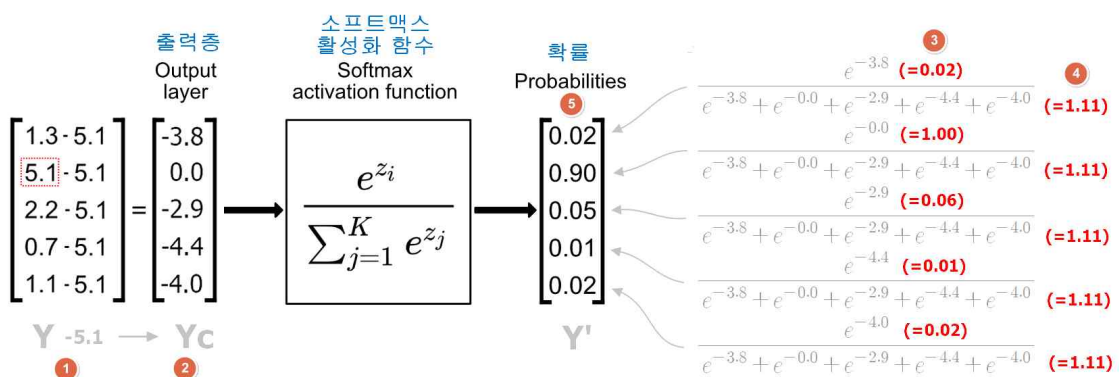 출력층
Output
layer
소프트맥스
활성화 함수
Softmax
activation function
확률
Probabilities
5
1.3 - 5.1
5.1 - 5.1
2.2 - 5.1
0.7 - 5.1
1.1 - 5.1
=
-3.8
0.0
-2.9
-4.4
-4.0
e^{z_i}
∑_{j=1}^{K} e^{z_j}
0.02
0.90
0.05
0.01
0.02
Y -5.1 → Yc
1
2
Y'
3
4
e^{-3.8} (=0.02)
e^{-3.8} + e^{-0.0} + e^{-2.9} + e^{-4.4} + e^{-4.0} (=1.11)
e^{-0.0} (=1.00)
e^{-3.8} + e^{-0.0} + e^{-2.9} + e^{-4.4} + e^{-4.0} (=1.11)
e^{-2.9} (=0.06)
e^{-3.8} + e^{-0.0} + e^{-2.9} + e^{-4.4} + e^{-4.0} (=1.11)
e^{-4.4} (=0.01)
e^{-3.8} + e^{-0.0} + e^{-2.9} + e^{-4.4} + e^{-4.0} (=1.11)
e^{-4.0} (=0.02)
e^{-3.8} + e^{-0.0} + e^{-2.9} + e^{-4.4} + e^{-4.0} (=1.11)